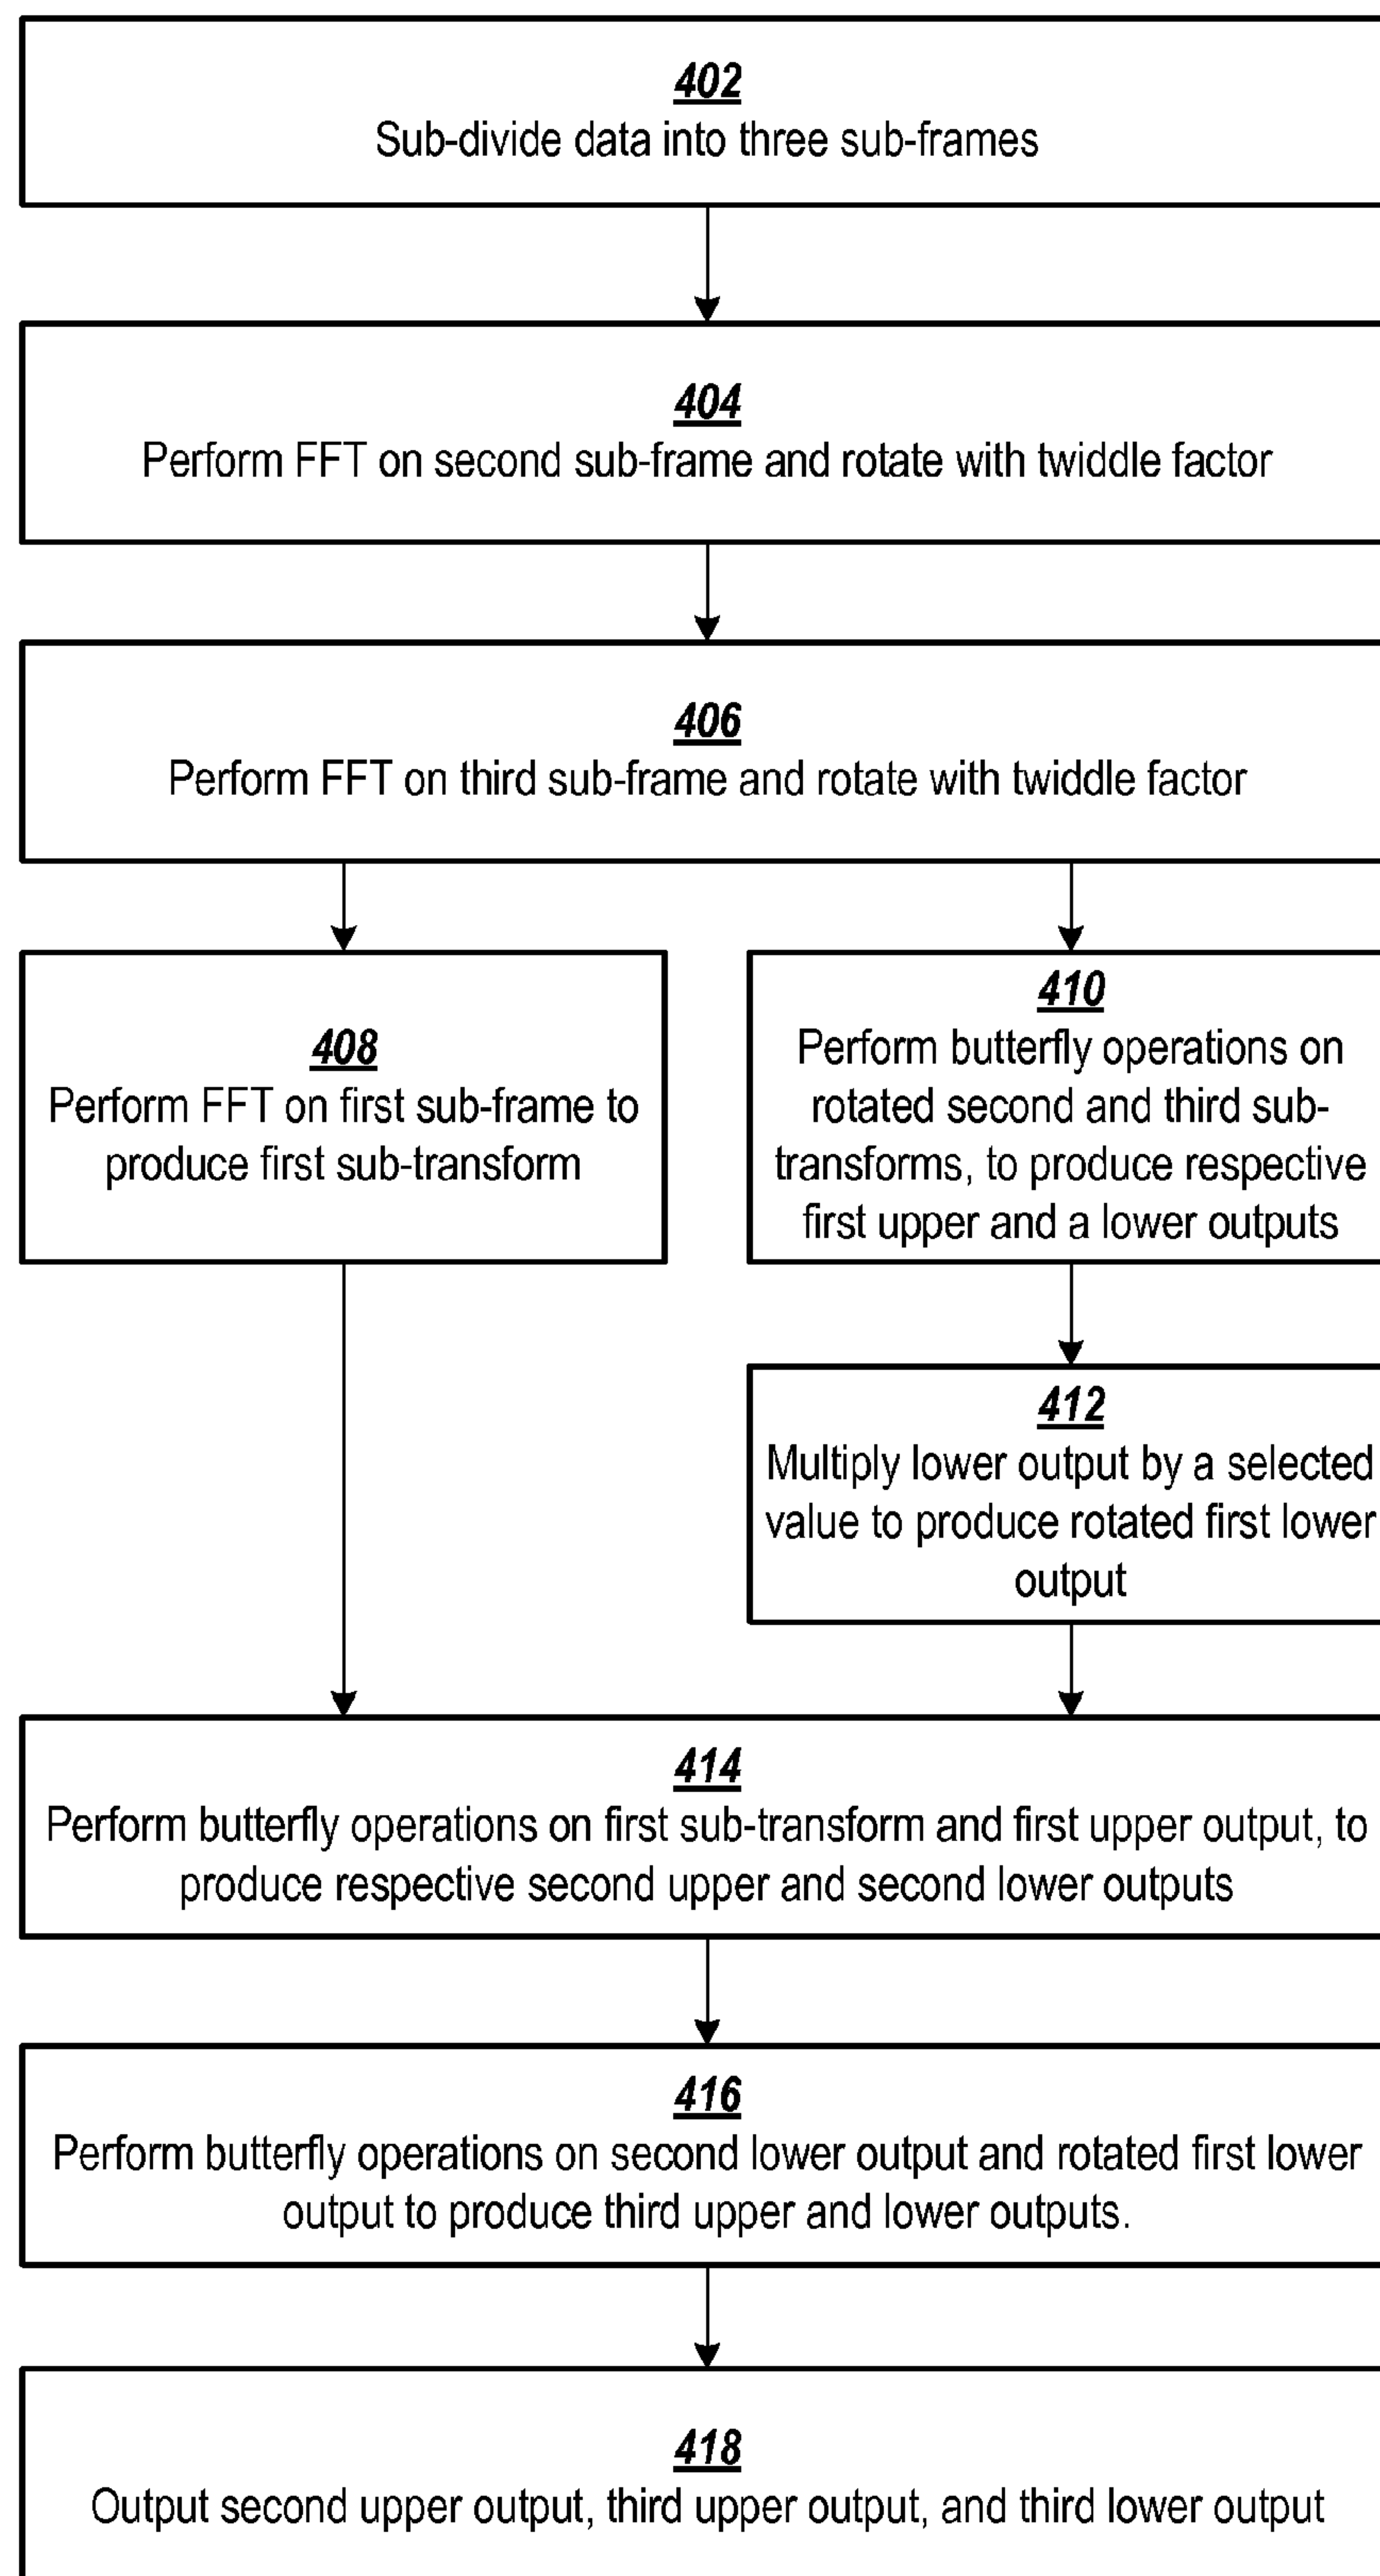 402
Sub-divide data into three sub-frames
404
Perform FFT on second sub-frame and rotate with twiddle factor
406
Perform FFT on third sub-frame and rotate with twiddle factor
408
Perform FFT on first sub-frame to
produce first sub-transform
410
Perform butterfly operations on
rotated second and third sub-
transforms, to produce respective
first upper and a lower outputs
412
Multiply lower output by a selected
value to produce rotated first lower
output
414
Perform butterfly operations on first sub-transform and first upper output, to
produce respective second upper and second lower outputs
416
Perform butterfly operations on second lower output and rotated first lower
output to produce third upper and lower outputs.
418
Output second upper output, third upper output, and third lower output